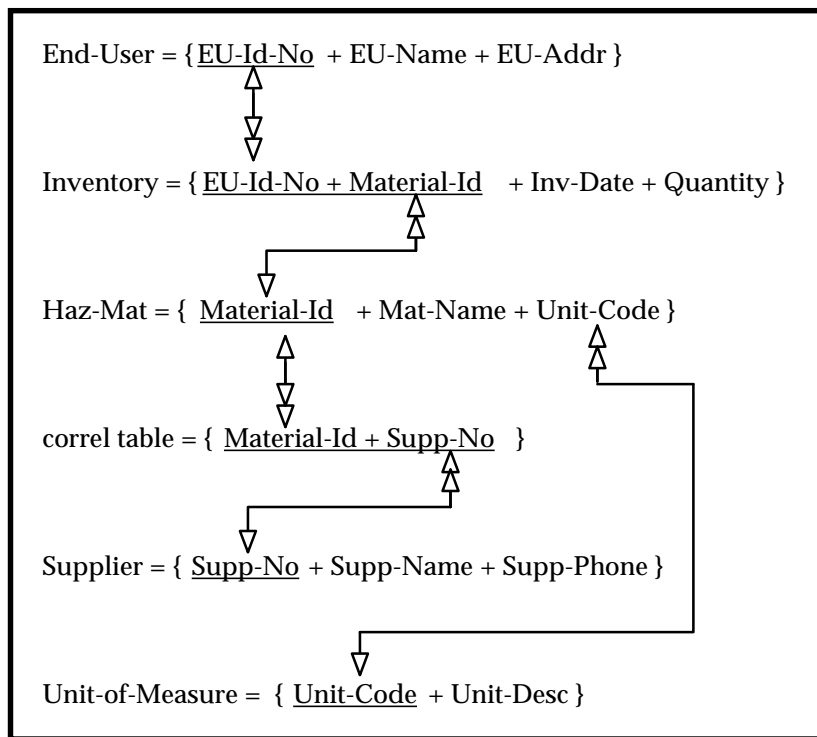 End-User = {EU-Id-No + EU-Name + EU-Addr }
Inventory = { EU-Id-No + Material-Id + Inv-Date + Quantity }
Haz-Mat = { Material-Id + Mat-Name + Unit-Code }
correl table = { Material-Id + Supp-No }
Supplier = { Supp-No + Supp-Name + Supp-Phone }
Unit-of-Measure = { Unit-Code + Unit-Desc }